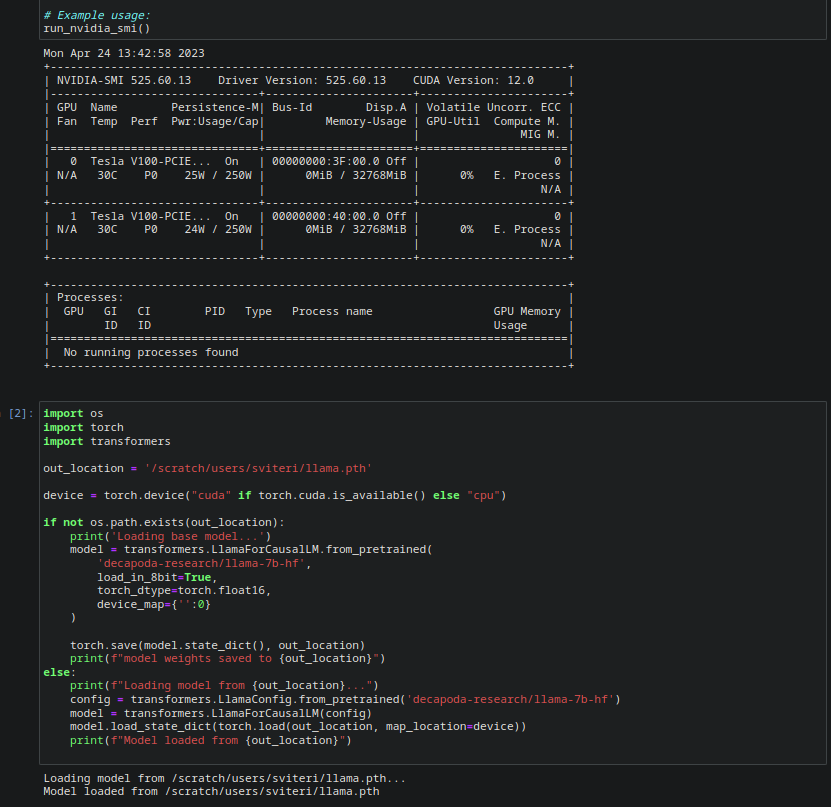 # Example usage:
run_nvidia_smi()
Mon Apr 24 13:42:58 2023
+-----------------------------------------------------------------------------+
| NVIDIA-SMI 525.60.13    Driver Version: 525.60.13    CUDA Version: 12.0     |
|-------------------------------+----------------------+----------------------+
| GPU  Name        Persistence-M| Bus-Id        Disp.A | Volatile Uncorr. ECC |
| Fan  Temp  Perf  Pwr:Usage/Cap|         Memory-Usage | GPU-Util  Compute M. |
|                               |                      |               MIG M. |
|===============================+======================+======================|
|   0  Tesla V100-PCIE...  On   | 00000000:3F:00.0 Off |                    0 |
| N/A   30C    P0    25W / 250W |      0MiB / 32768MiB |      0%   E. Process |
|                               |                      |                  N/A |
+-------------------------------+----------------------+----------------------+
|   1  Tesla V100-PCIE...  On   | 00000000:40:00.0 Off |                    0 |
| N/A   30C    P0    24W / 250W |      0MiB / 32768MiB |      0%   E. Process |
|                               |                      |                  N/A |
+-------------------------------+----------------------+----------------------+
+-----------------------------------------------------------------------------+
| Processes:                                                                  |
|  GPU   GI   CI        PID   Type   Process name                  GPU Memory |
|        ID   ID                                                   Usage      |
|=============================================================================|
|  No running processes found                                                 |
+-----------------------------------------------------------------------------+
[2]:
import os
import torch
import transformers
out_location = '/scratch/users/sviteri/llama.pth'
device = torch.device("cuda" if torch.cuda.is_available() else "cpu")
if not os.path.exists(out_location):
    print('Loading base model...')
    model = transformers.LlamaForCausalLM.from_pretrained(
        'decapoda-research/llama-7b-hf',
        load_in_8bit=True,
        torch_dtype=torch.float16,
        device_map={'':0}
    )
    torch.save(model.state_dict(), out_location)
    print(f"model weights saved to {out_location}")
else:
    print(f"Loading model from {out_location}...")
    config = transformers.LlamaConfig.from_pretrained('decapoda-research/llama-7b-hf')
    model = transformers.LlamaForCausalLM(config)
    model.load_state_dict(torch.load(out_location, map_location=device))
    print(f"Model loaded from {out_location}")
Loading model from /scratch/users/sviteri/llama.pth...
Model loaded from /scratch/users/sviteri/llama.pth